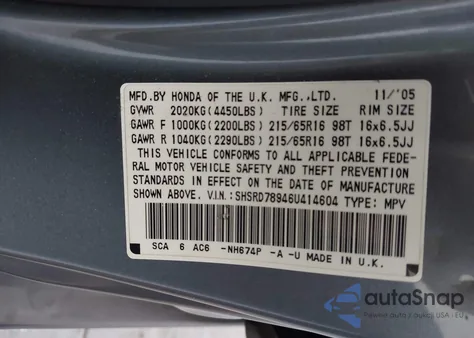 MFD.BY HONDA OF THE U.K. MFG.,LTD. 11/'05
GVWR 2020KG(4450LBS) TIRE SIZE RIM SIZE
GAWR F 1000KG(2200LBS) 215/65R16 98T 16x6.5JJ
GAWR R 1040KG(2290LBS) 215/65R16 98T 16x6.5JJ
THIS VEHICLE CONFORMS TO ALL APPLICABLE FEDE-
RAL MOTOR VEHICLE SAFETY AND THEFT PREVENTION
STANDARDS IN EFFECT ON THE DATE OF MANUFACTURE
SHOWN ABOVE. V.I.N.:SHSRD78946U414604 TYPE: MPV
SCA 6 AC6 -NH674P -A -U MADE IN U.K.
autoSnap